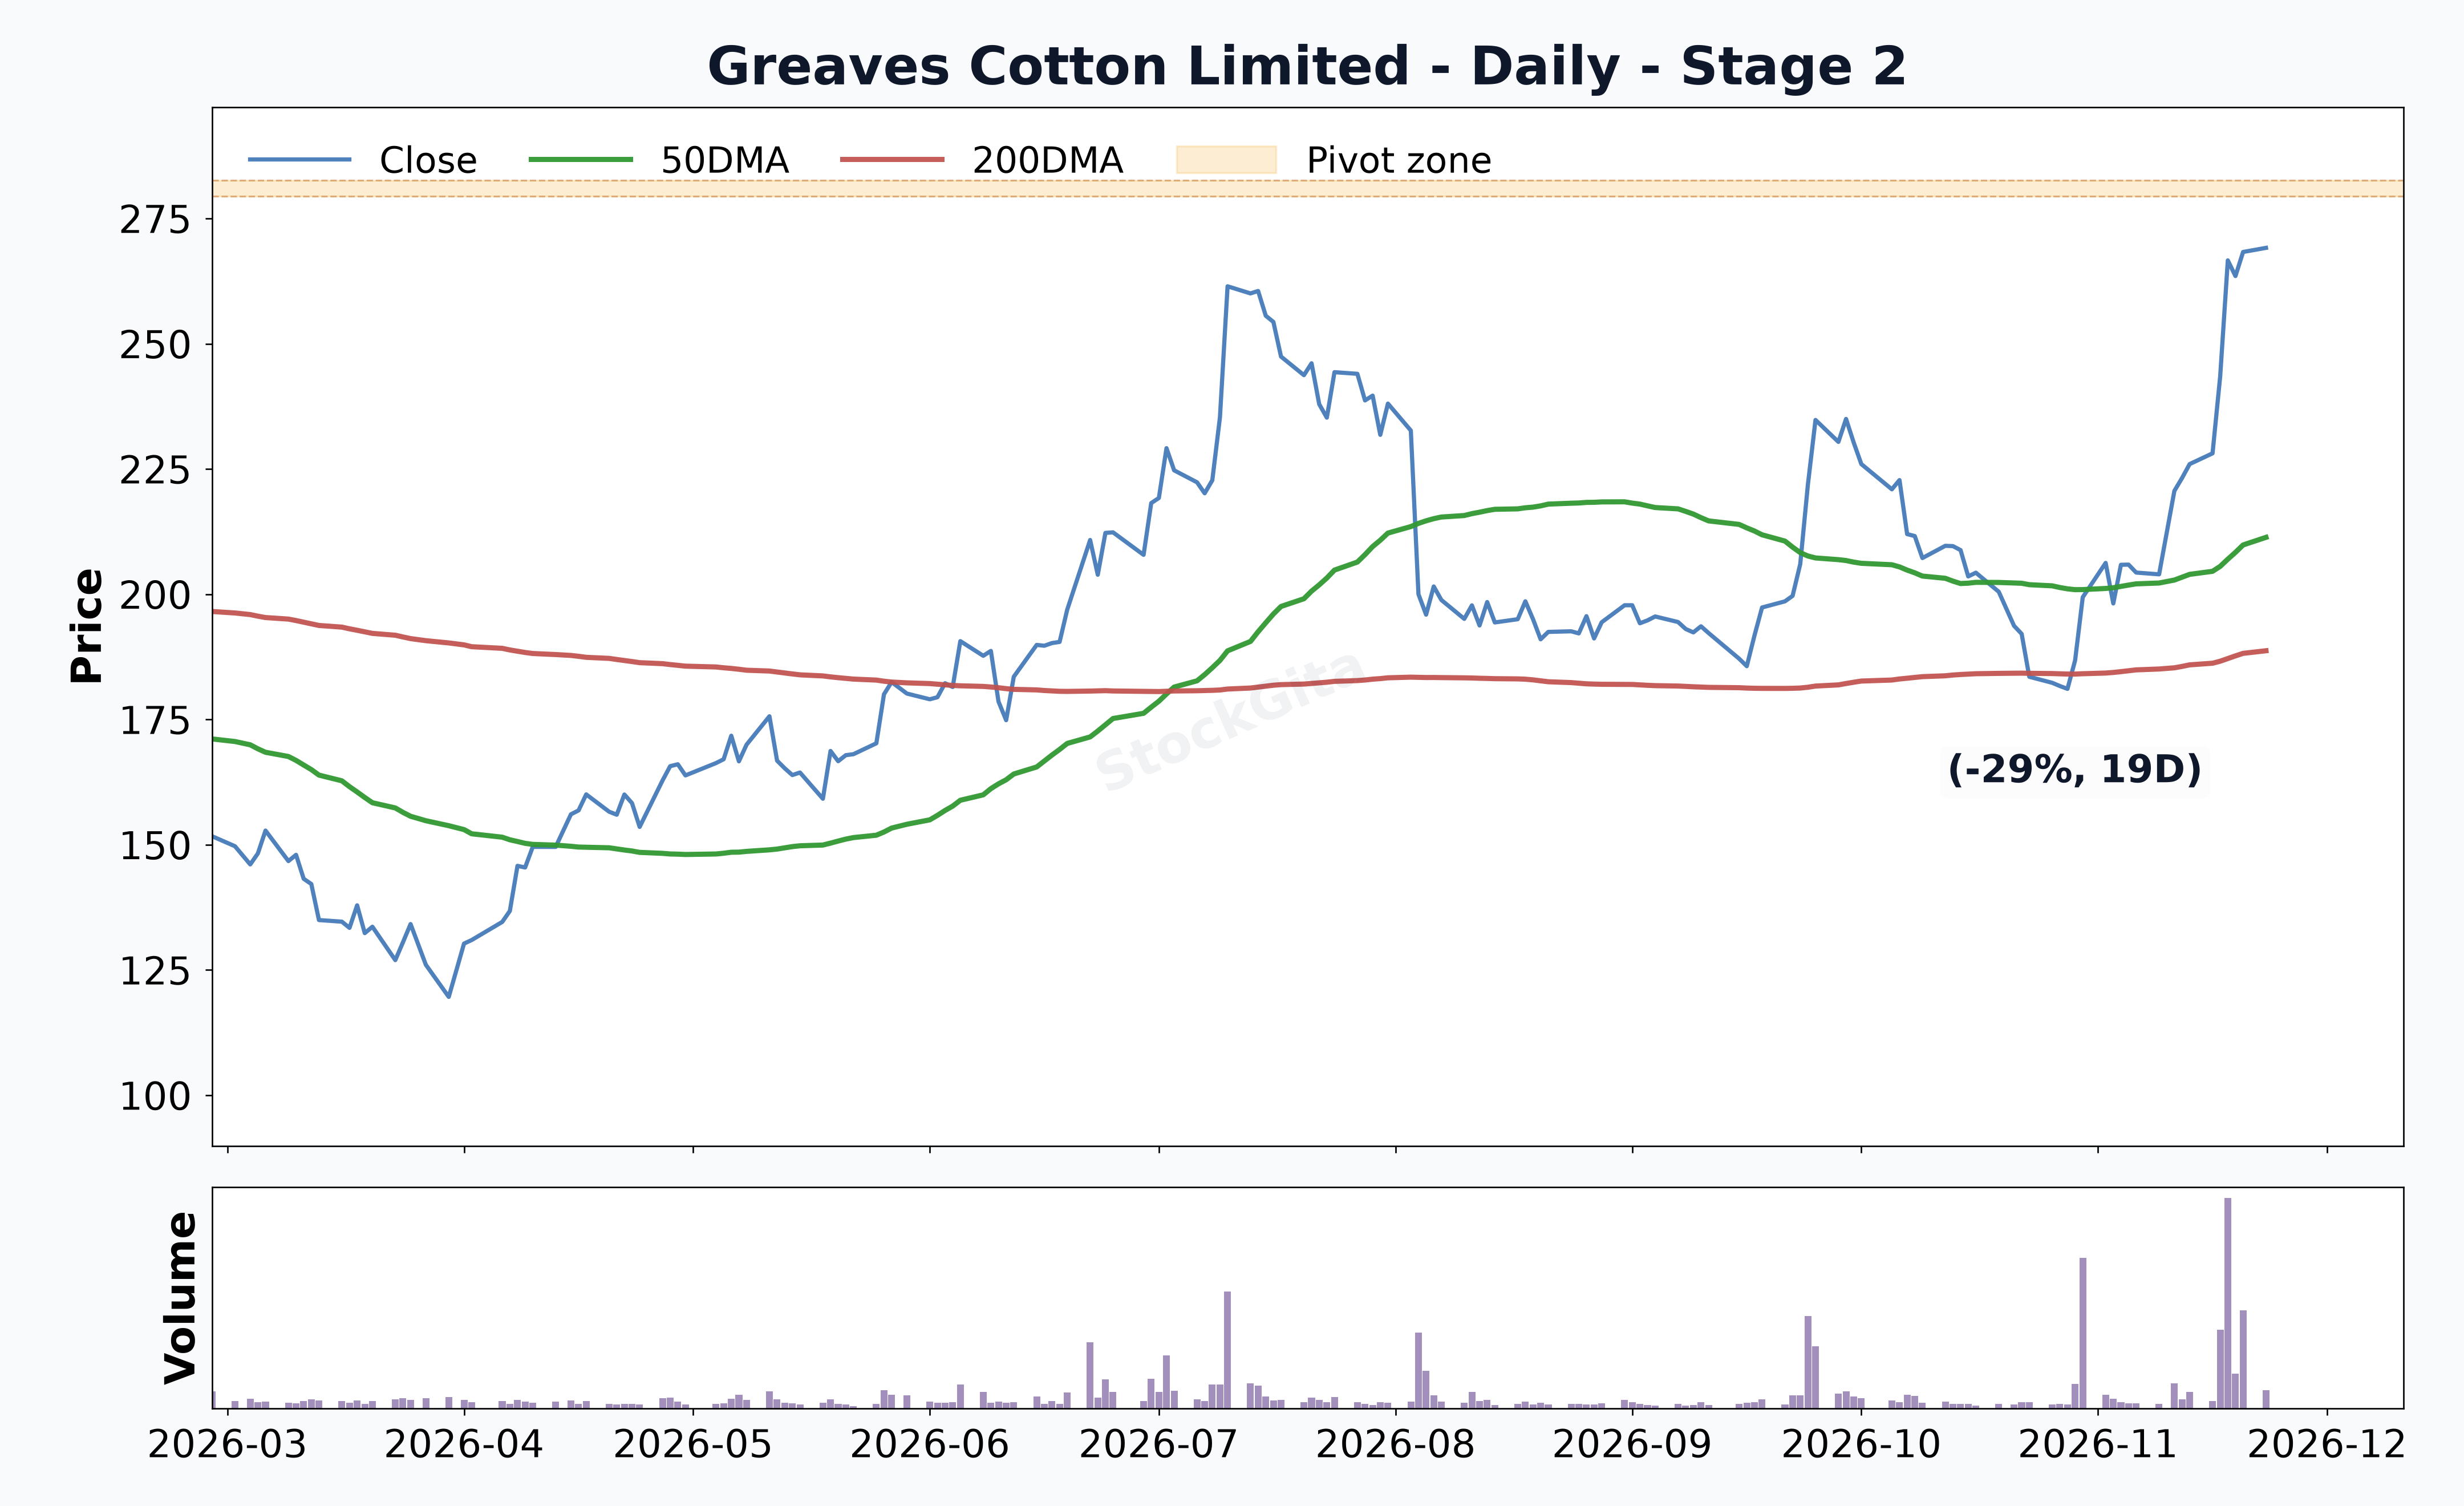 Greaves Cotton Limited - Daily - Stage 2
Close 50DMA 200DMA Pivot zone
Price
275
250
225
200
175
150
125
100
StockGita
(-29%, 19D)
Volume
2026-03 2026-04 2026-05 2026-06 2026-07 2026-08 2026-09 2026-10 2026-11 2026-12